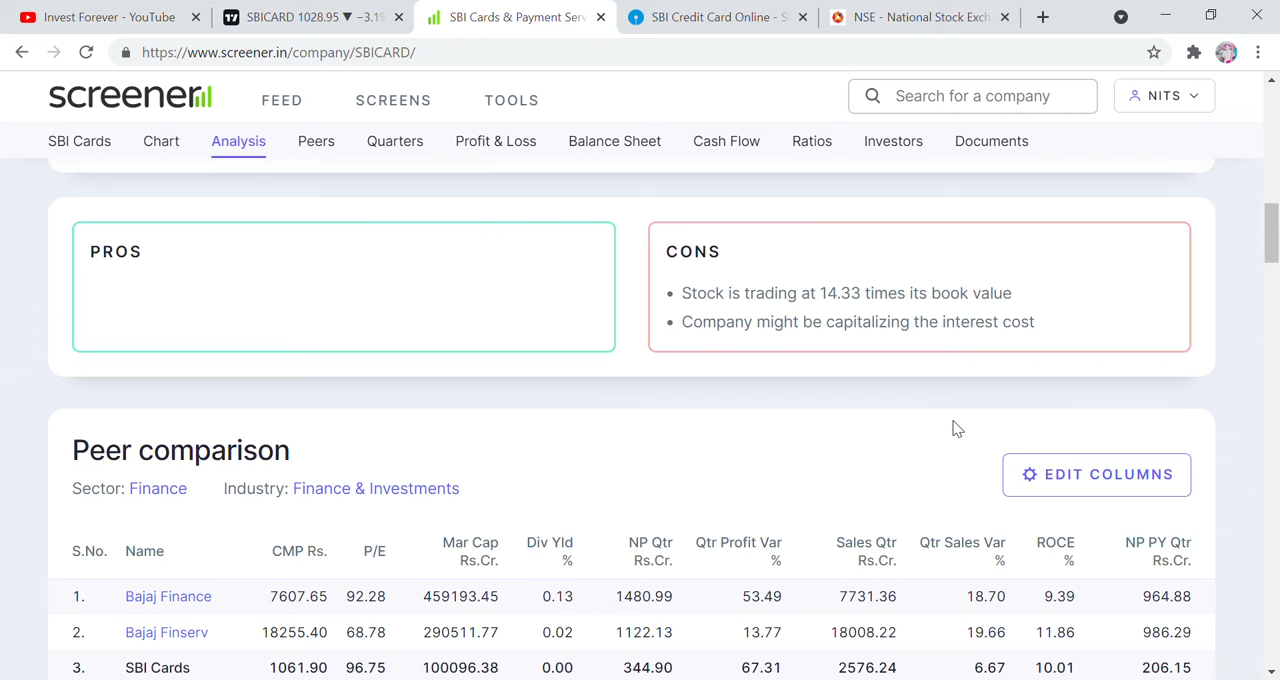 Invest Forever - YouTube
SBICARD 1028.95 ▼ −3.1%
SBI Cards & Payment Serv
SBI Credit Card Online - S
NSE - National Stock Exch
https://www.screener.in/company/SBICARD/
screener
FEED SCREENS TOOLS
Search for a company
NITS
SBI Cards Chart Analysis Peers Quarters Profit & Loss Balance Sheet Cash Flow Ratios Investors Documents
PROS
CONS
• Stock is trading at 14.33 times its book value
• Company might be capitalizing the interest cost
Peer comparison
Sector: Finance Industry: Finance & Investments
EDIT COLUMNS
S.No. Name CMP Rs. P/E Mar Cap Rs.Cr. Div Yld % NP Qtr Rs.Cr. Qtr Profit Var % Sales Qtr Rs.Cr. Qtr Sales Var % ROCE % NP PY Qtr Rs.Cr.
1. Bajaj Finance 7607.65 92.28 459193.45 0.13 1480.99 53.49 7731.36 18.70 9.39 964.88
2. Bajaj Finserv 18255.40 68.78 290511.77 0.02 1122.13 13.77 18008.22 19.66 11.86 986.29
3. SBI Cards 1061.90 96.75 100096.38 0.00 344.90 67.31 2576.24 6.67 10.01 206.15